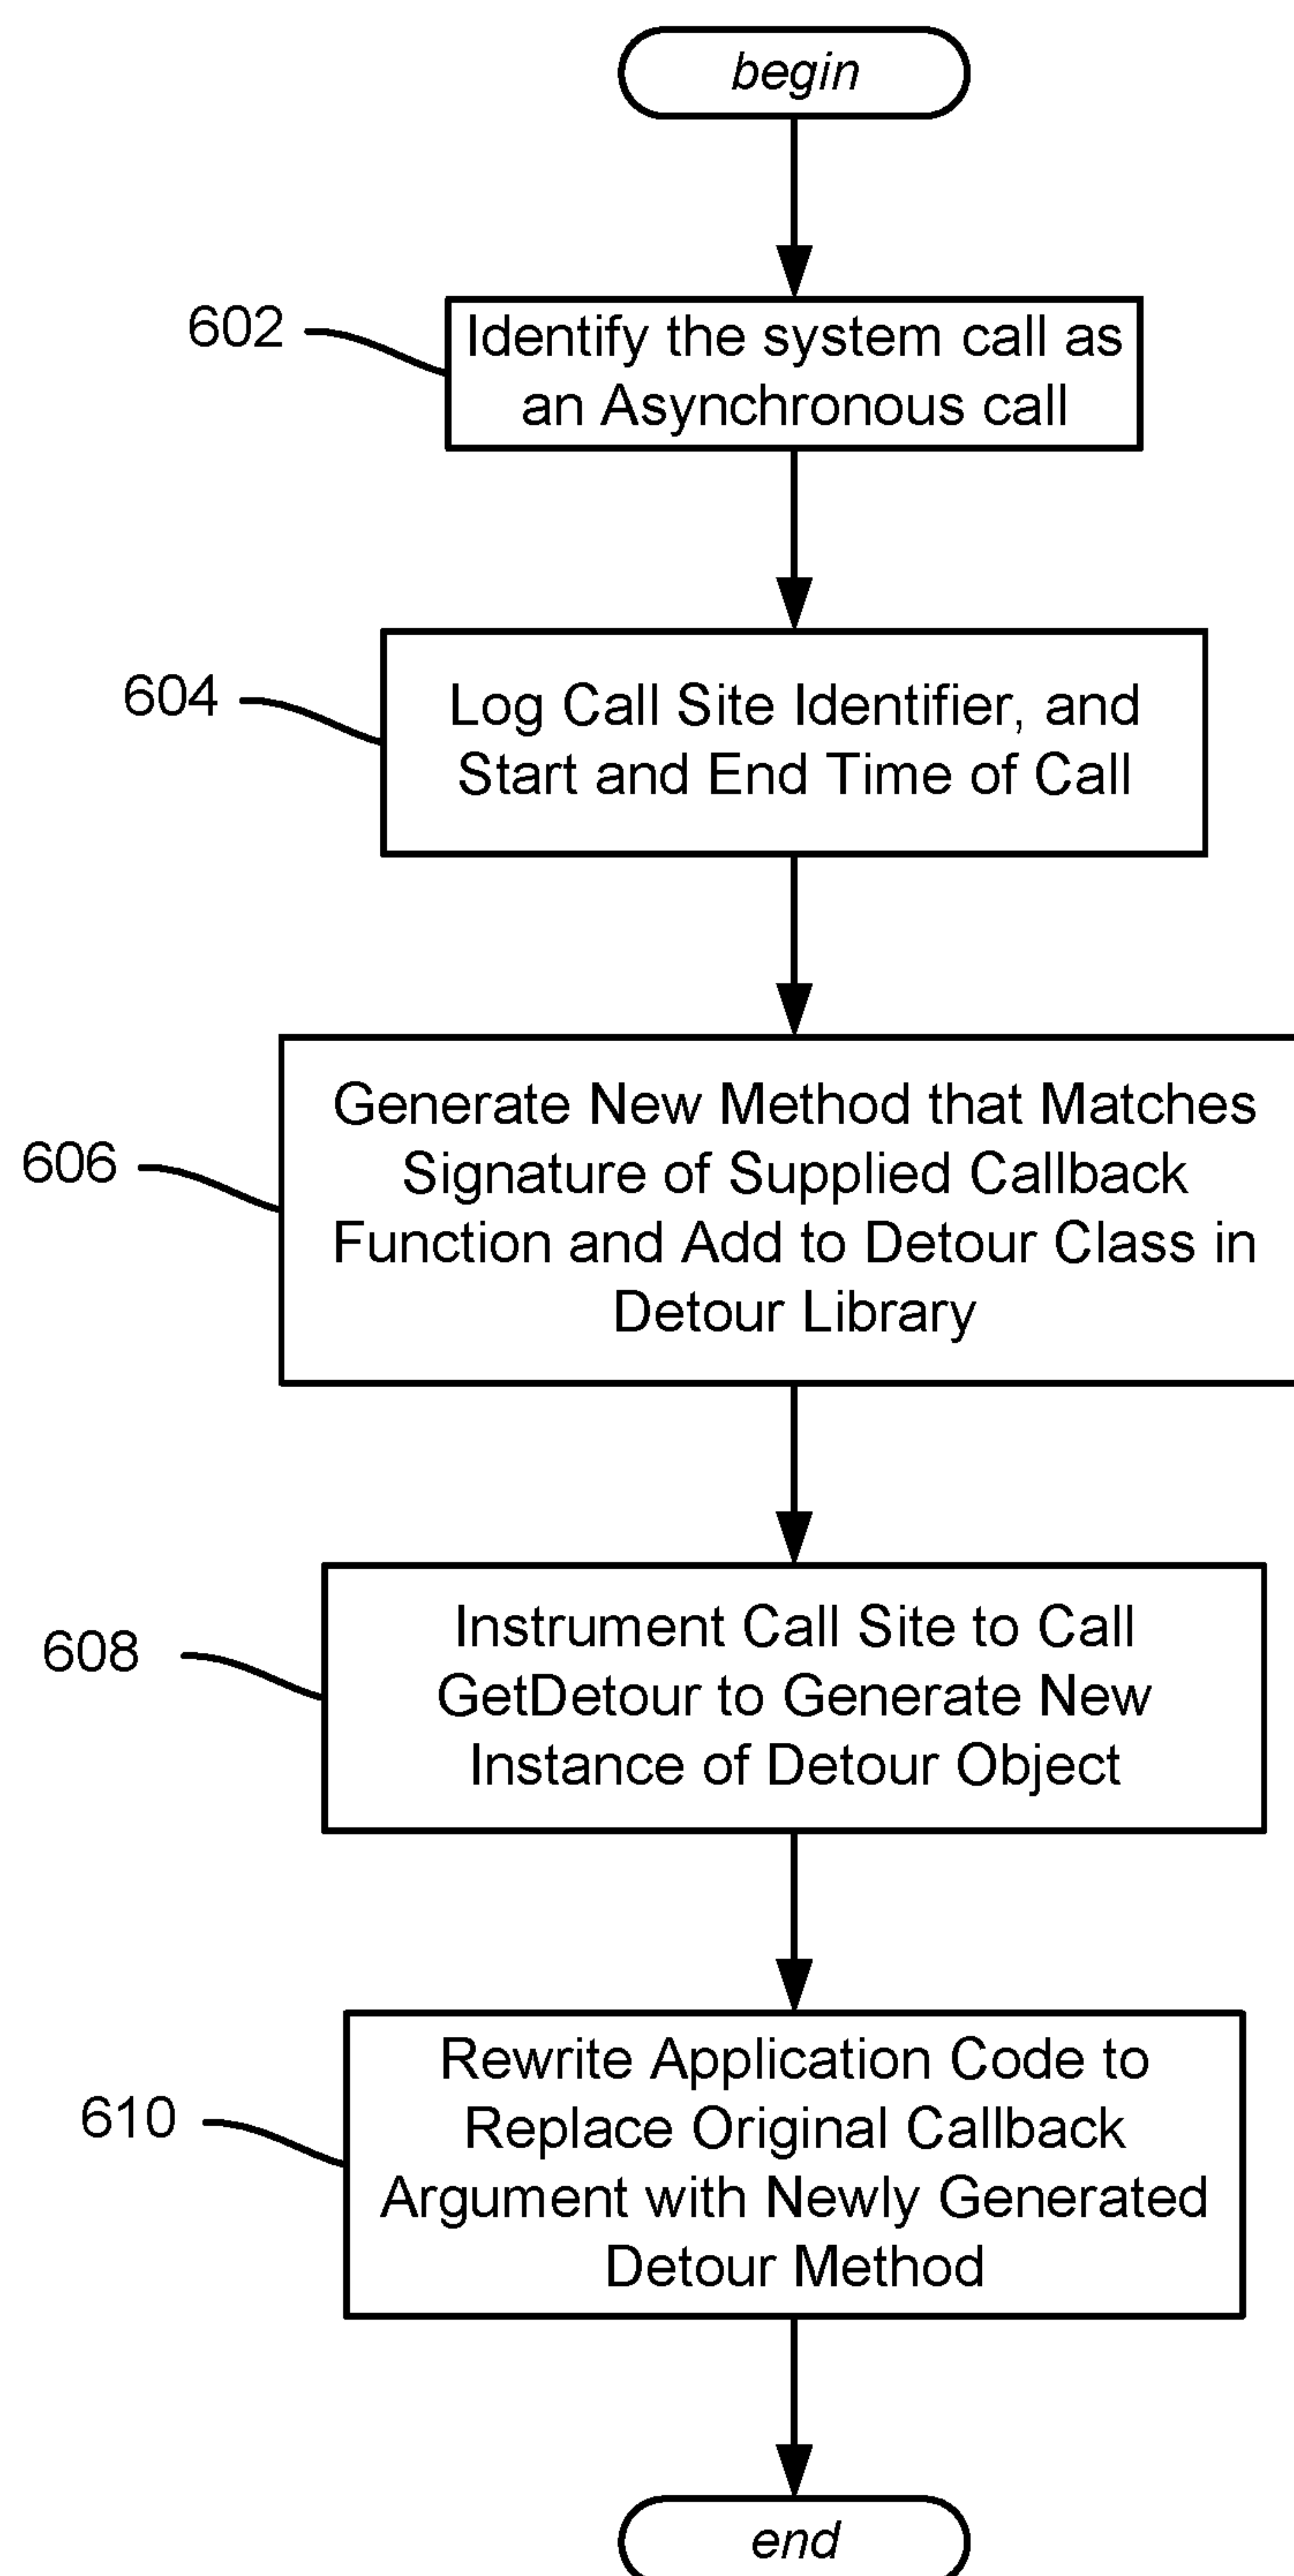 begin
602
Identify the system call as
an Asynchronous call
604
Log Call Site Identifier, and
Start and End Time of Call
606
Generate New Method that Matches
Signature of Supplied Callback
Function and Add to Detour Class in
Detour Library
608
Instrument Call Site to Call
GetDetour to Generate New
Instance of Detour Object
610
Rewrite Application Code to
Replace Original Callback
Argument with Newly Generated
Detour Method
end